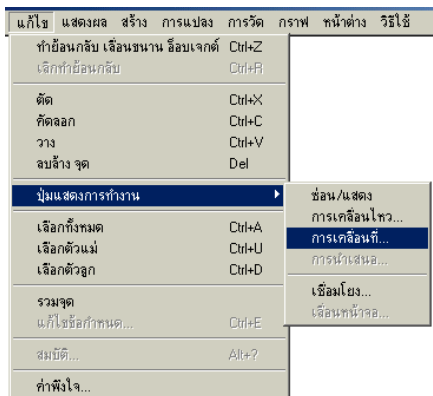 แก้ไข แสดงผล สร้าง การแปลง การวัด กราฟ หน้าต่าง วิธีใช้
ทำย้อนกลับ เลื่อนขนาน อ็อบเจกต์ Ctrl+Z
เลิกทำย้อนกลับ Ctrl+R
ตัด Ctrl+X
คัดลอก Ctrl+C
วาง Ctrl+V
ลบล้าง จุด Del
ปุ่มแสดงการทำงาน
เลือกทั้งหมด Ctrl+A
เลือกตัวแม่ Ctrl+U
เลือกตัวลูก Ctrl+D
รวมจุด
แก้ไขข้อกำหนด... Ctrl+E
สมบัติ... Alt+?
ค่าพึงใจ...
ซ่อน/แสดง
การเคลื่อนไหว...
การเคลื่อนที่...
การนำเสนอ...
เชื่อมโยง...
เลื่อนหน้าจอ...